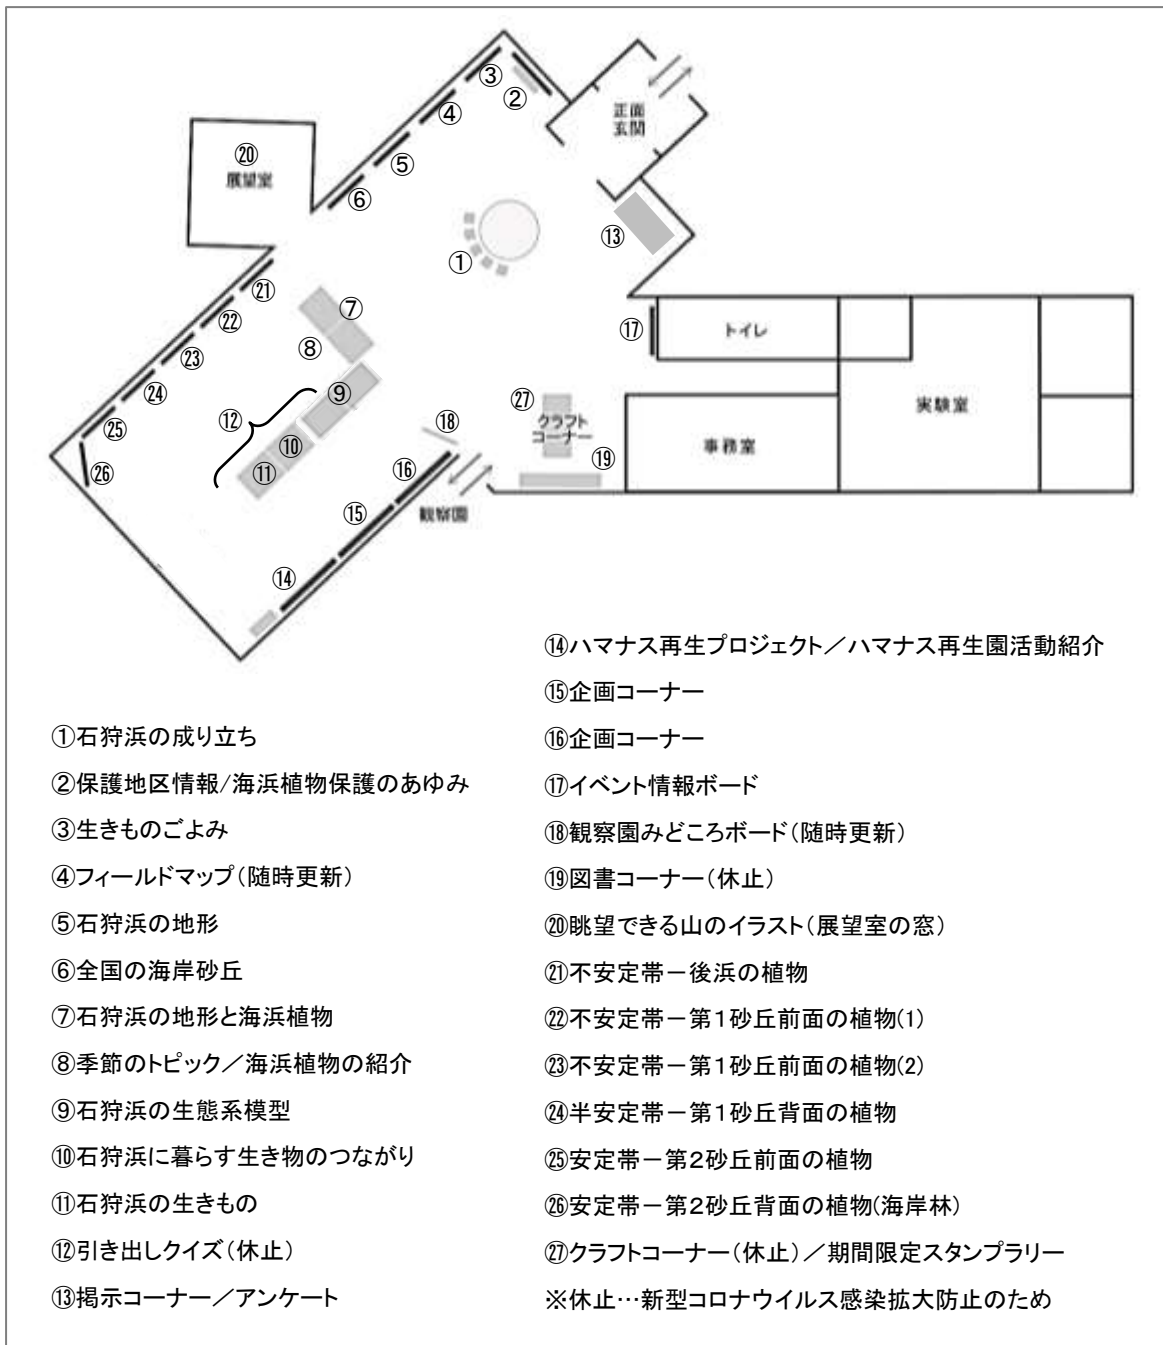 ③
②
④
正面
玄関
⑤
⑳
展望室
⑥
⑬
①
㉑
⑦
㉒
⑰
トイレ
⑧
㉓
㉔
⑨
㉗
実験室
⑫
⑱
クラフト
コーナー
㉕
⑩
事務室
⑯
⑲
㉖
⑪
⑮
観察園
⑭
①石狩浜の成り立ち
②保護地区情報/海浜植物保護のあゆみ
③生きものごよみ
④フィールドマップ(随時更新)
⑤石狩浜の地形
⑥全国の海岸砂丘
⑦石狩浜の地形と海浜植物
⑧季節のトピック/海浜植物の紹介
⑨石狩浜の生態系模型
⑩石狩浜に暮らす生き物のつながり
⑪石狩浜の生きもの
⑫引き出しクイズ(休止)
⑬掲示コーナー/アンケート
⑭ハマナス再生プロジェクト/ハマナス再生園活動紹介
⑮企画コーナー
⑯企画コーナー
⑰イベント情報ボード
⑱観察園みどころボード(随時更新)
⑲図書コーナー(休止)
⑳眺望できる山のイラスト(展望室の窓)
㉑不安定帯-後浜の植物
㉒不安定帯-第1砂丘前面の植物(1)
㉓不安定帯-第1砂丘前面の植物(2)
㉔半安定帯-第1砂丘背面の植物
㉕安定帯-第2砂丘前面の植物
㉖安定帯-第2砂丘背面の植物(海岸林)
㉗クラフトコーナー(休止)/期間限定スタンプラリー
※休止…新型コロナウイルス感染拡大防止のため